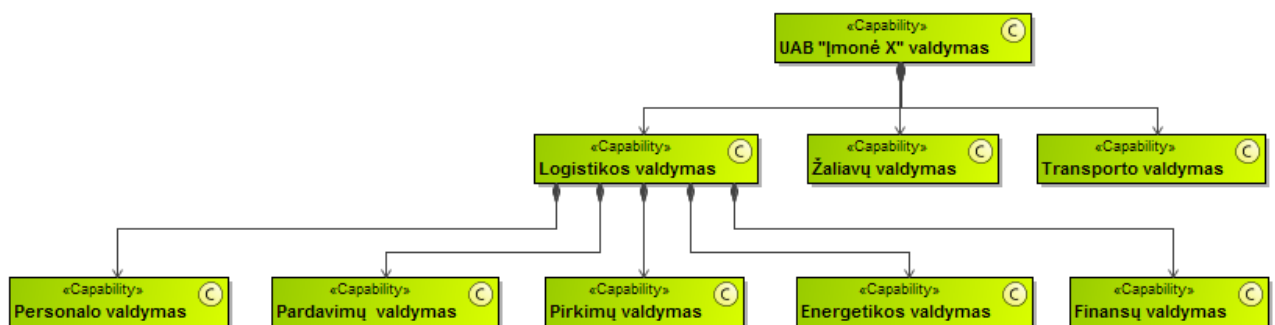 «Capability»
C
UAB "Įmonė X" valdymas
«Capability»
C
Logistikos valdymas
«Capability»
C
Žaliavų valdymas
«Capability»
C
Transporto valdymas
«Capability»
C
Personalo valdymas
«Capability»
C
Pardavimų valdymas
«Capability»
C
Pirkimų valdymas
«Capability»
C
Energetikos valdymas
«Capability»
C
Finansų valdymas